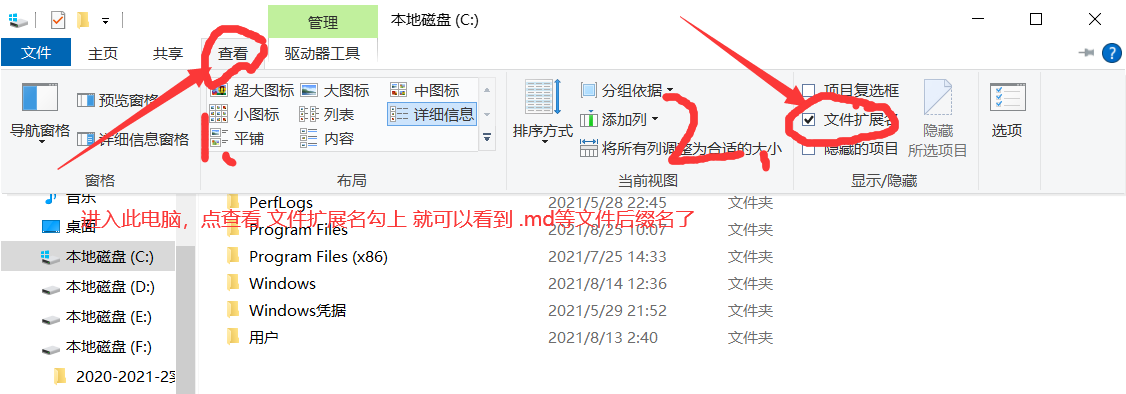 管理
本地磁盘 (C:)
文件
主页
共享
查看
驱动器工具
导航窗格
预览窗格
详细信息窗格
窗格
超大图标
大图标
中图标
小图标
列表
详细信息
平铺
内容
布局
1.
排序方式
分组依据
添加列
将所有列调整为合适的大小
当前视图
2.
项目复选框
文件扩展名
隐藏的项目
隐藏
所选项目
显示/隐藏
选项
音乐
桌面
本地磁盘 (C:)
本地磁盘 (D:)
本地磁盘 (E:)
本地磁盘 (F:)
进入此电脑，点查看 文件扩展名勾上 就可以看到 .md等文件后缀名了
PerfLogs 2021/5/28 22:45 文件夹
Program Files 2021/8/25 10:07 文件夹
Program Files (x86) 2021/7/25 14:33 文件夹
Windows 2021/8/14 12:36 文件夹
Windows凭据 2021/5/29 21:52 文件夹
用户 2021/8/13 2:40 文件夹
2020-2021-2